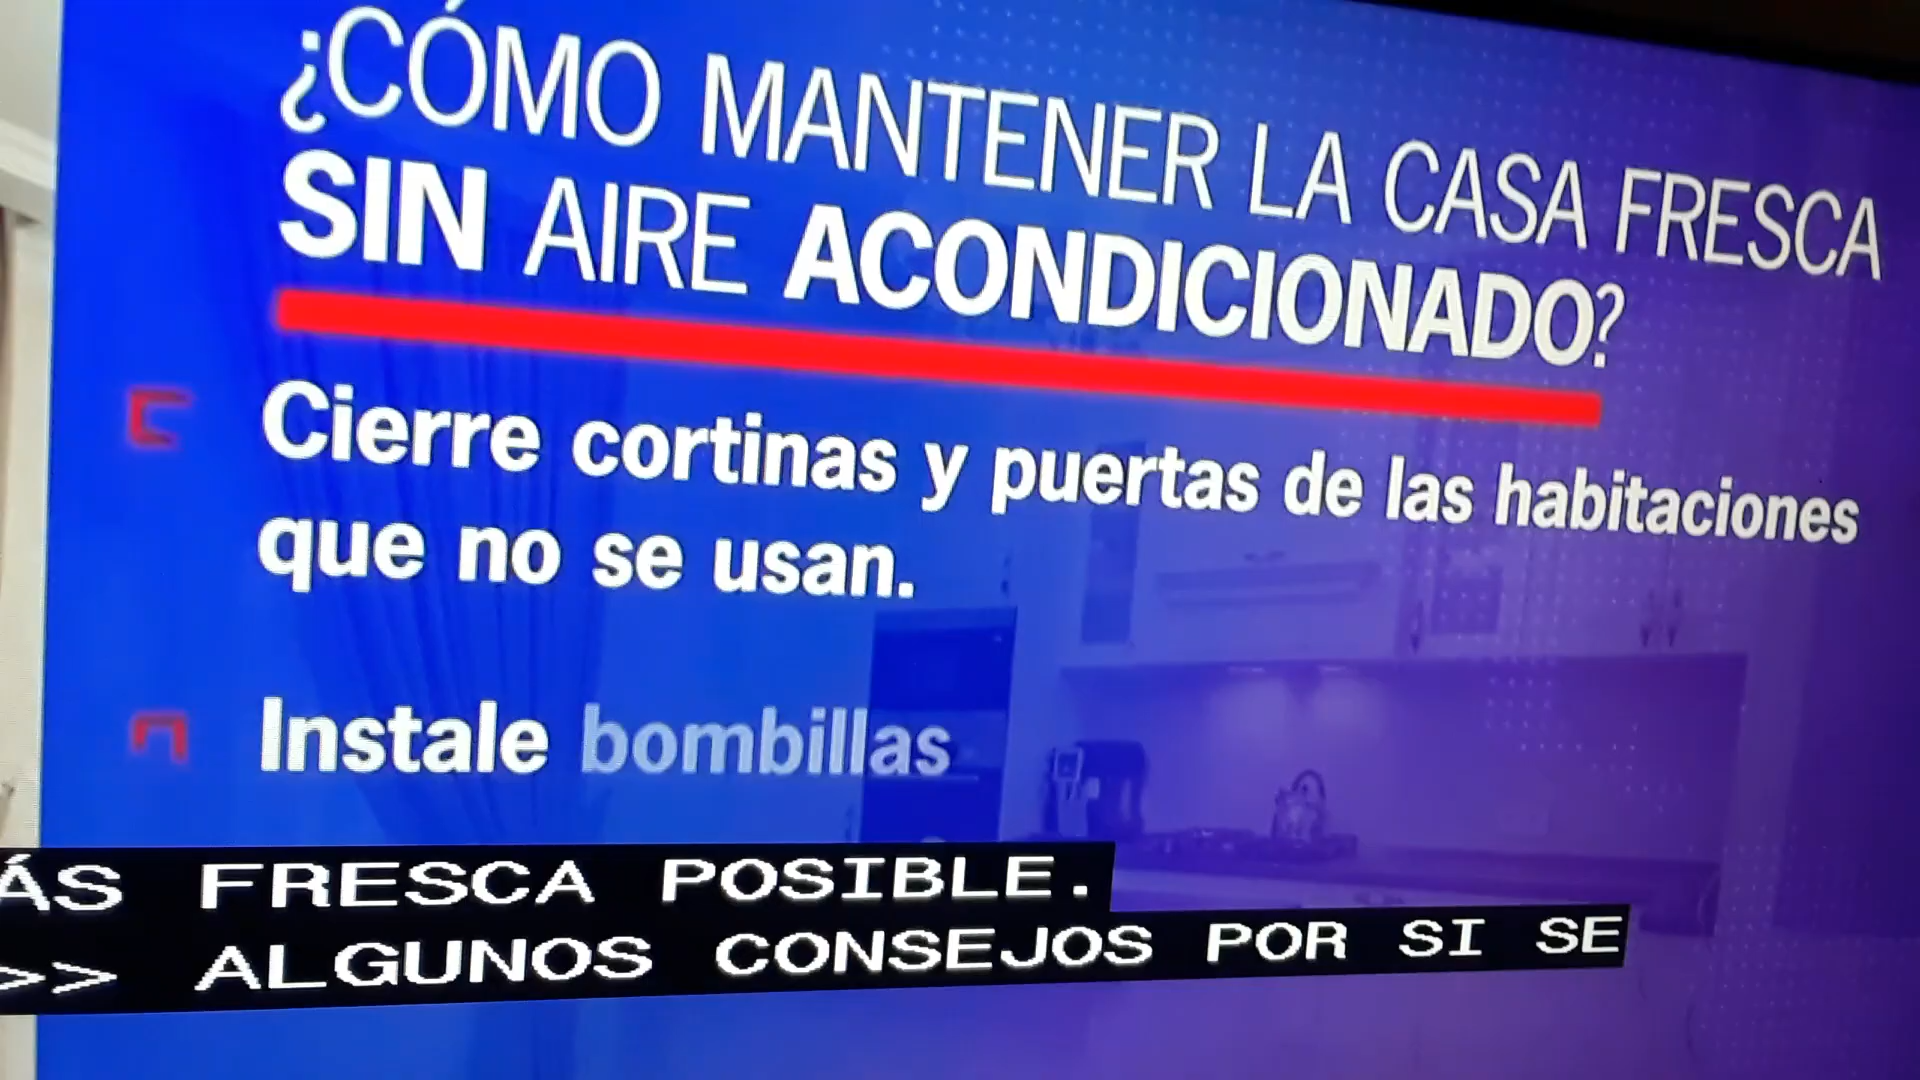 ¿CÓMO MANTENER LA CASA FRESCA
SIN AIRE ACONDICIONADO?
Cierre cortinas y puertas de las habitaciones
que no se usan.
Instale bombillas
ÁS FRESCA POSIBLE.
>> ALGUNOS CONSEJOS POR SI SE